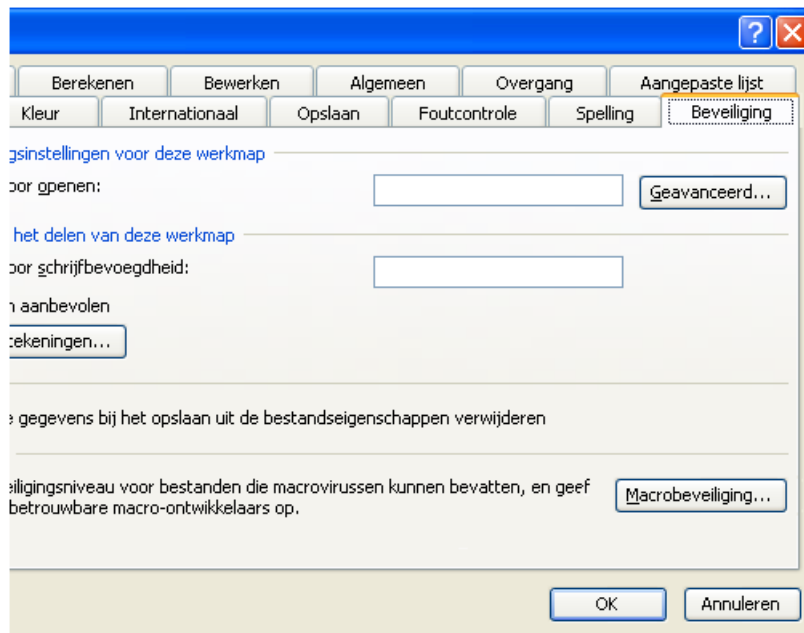 Berekenen Bewerken Algemeen Overgang Aangepaste lijst
Kleur Internationaal Opslaan Foutcontrole Spelling Beveiliging
gsinstellingen voor deze werkmap
oor openen:
Geavanceerd...
het delen van deze werkmap
oor schrijfbevoegdheid:
n aanbevolen
tekeningen...
e gegevens bij het opslaan uit de bestandseigenschappen verwijderen
eiligingsniveau voor bestanden die macrovirussen kunnen bevatten, en geef
betrouwbare macro-ontwikkelaars op.
Macrobeveiliging...
OK Annuleren